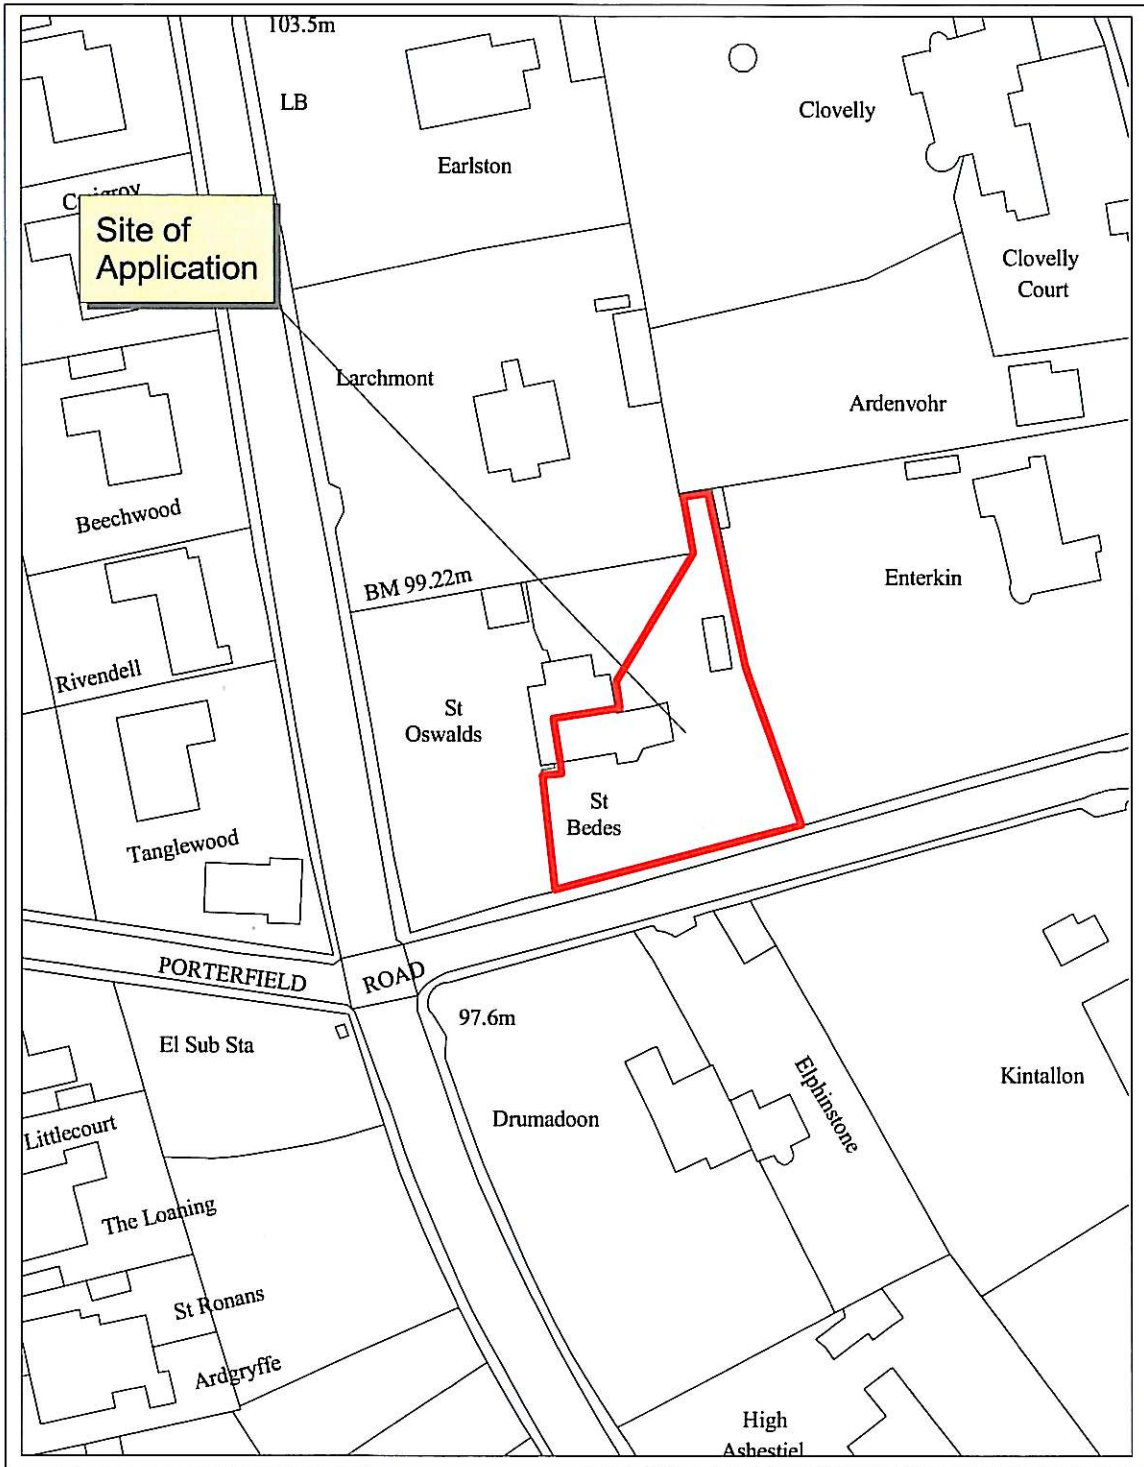 103.5m
LB
Clovelly
Earlston
Site of
Application
Clovelly
Court
Larchmont
Ardenvohr
Beechwood
BM 99.22m
Enterkin
Rivendell
St
Oswalds
St
Bedes
Tanglewood
PORTERFIELD ROAD
97.6m
El Sub Sta
Kintallon
Elphinstone
Drumadoon
Littlecourt
The Loaning
St Ronans
Ardgryffe
High
Ashestiel